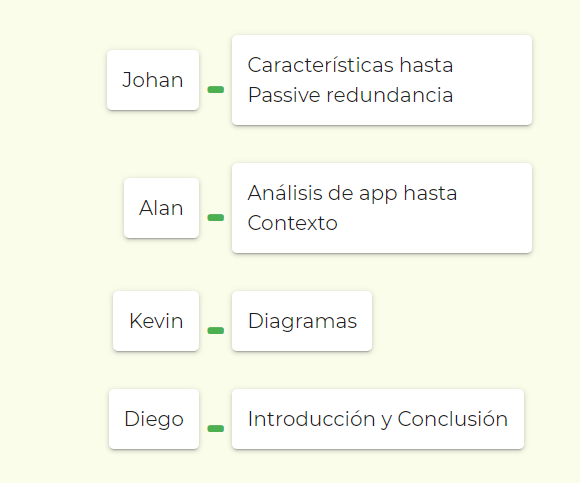 Johan
Características hasta
Passive redundancia
Alan
Análisis de app hasta
Contexto
Kevin
Diagramas
Diego
Introducción y Conclusión